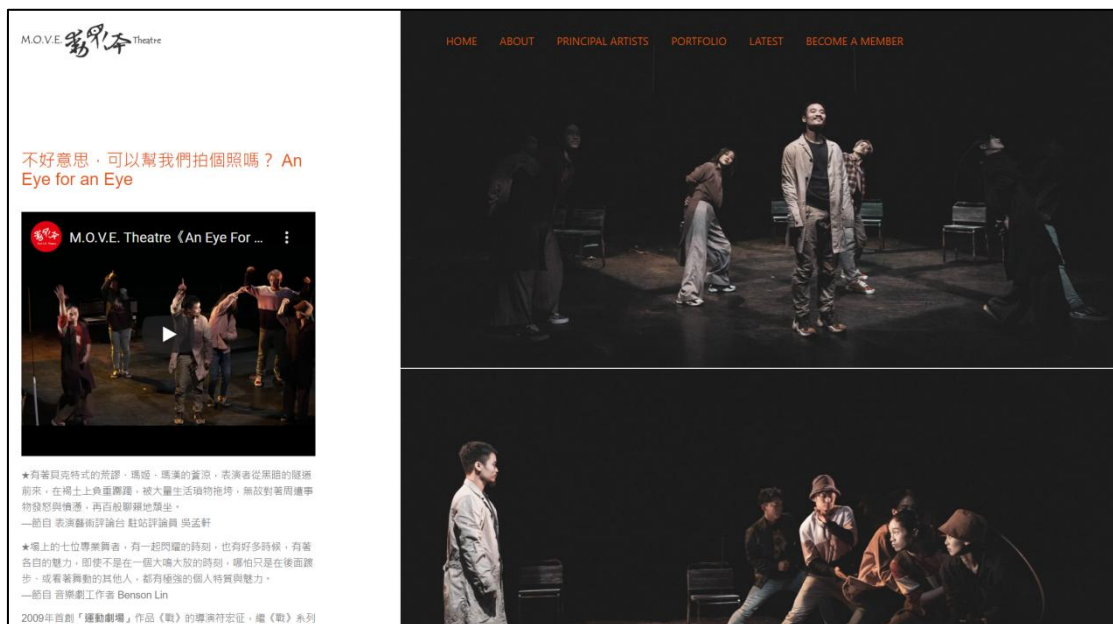 M.O.V.E. 動見体 Theatre
HOME ABOUT PRINCIPAL ARTISTS PORTFOLIO LATEST BECOME A MEMBER
不好意思，可以幫我們拍個照嗎？ An
Eye for an Eye
M.O.V.E. Theatre《An Eye For ...
★有著貝克特式的荒謬、瑪姬．瑪漢的蒼涼，表演者從黑暗的隧道
前來，在褐土上負重躑躅，被大量生活瑣物拖垮，無故對著周遭事
物發怒與憤懣，再百般聊賴地頹坐。
—節自 表演藝術評論台 駐站評論員 吳孟軒
★場上的七位專業舞者，有一起閃耀的時刻，也有好多時候，有著
各自的魅力，即使不是在一個大鳴大放的時刻，哪怕只是在後面踱
步、或看著舞動的其他人，都有極強的個人特質與魅力。
—節自 音樂劇工作者 Benson Lin
2009年首創「運動劇場」作品《戰》的導演符宏征，繼《戰》系列